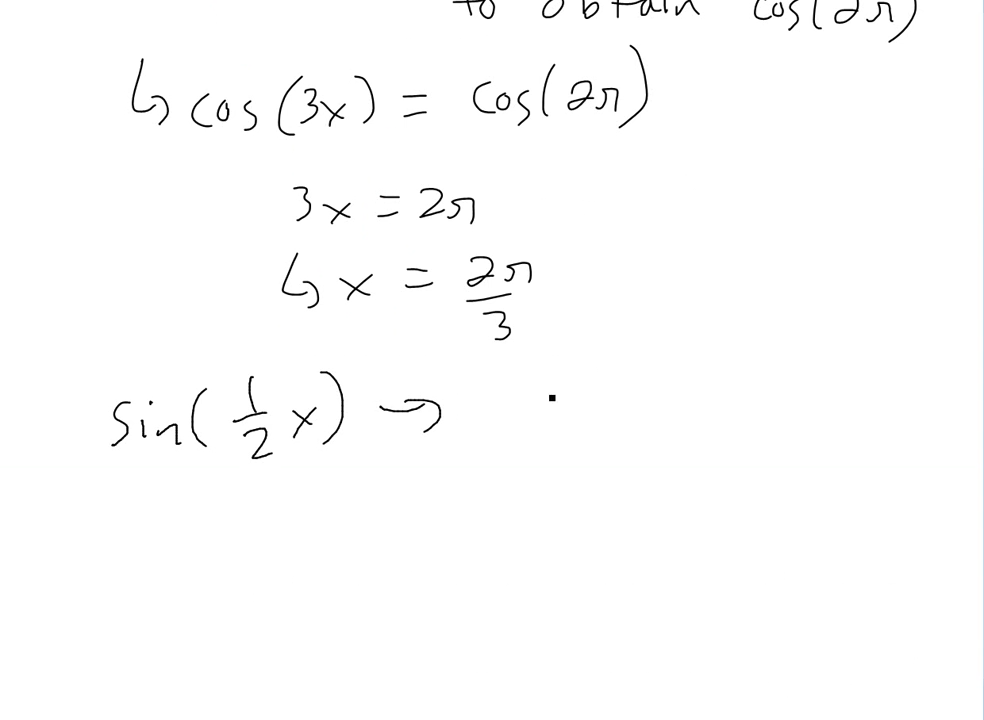 to obtain cos(2π)
↳ cos(3x) = cos(2π)
3x = 2π
↳ x = 2π/3
sin(1/2 x) →